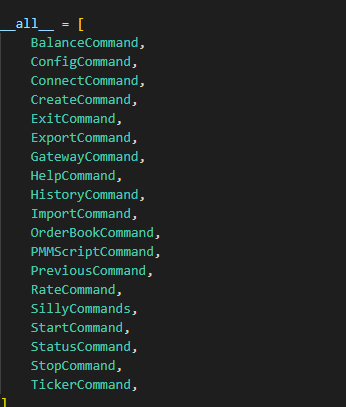 __all__ = [
BalanceCommand,
ConfigCommand,
ConnectCommand,
CreateCommand,
ExitCommand,
ExportCommand,
GatewayCommand,
HelpCommand,
HistoryCommand,
ImportCommand,
OrderBookCommand,
PMMScriptCommand,
PreviousCommand,
RateCommand,
SillyCommands,
StartCommand,
StatusCommand,
StopCommand,
TickerCommand,
]